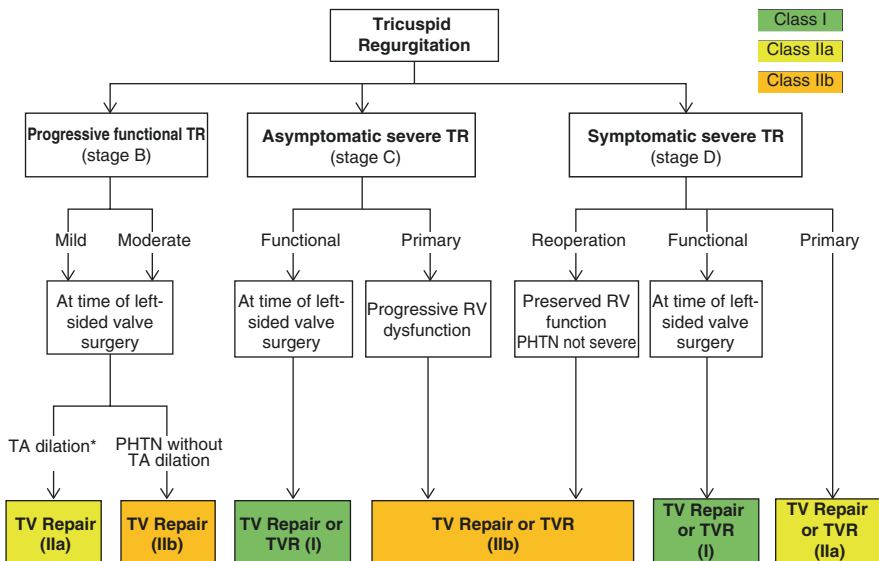 Tricuspid
Regurgitation
Class I
Class IIa
Class IIb
Progressive functional TR
(stage B)
Asymptomatic severe TR
(stage C)
Symptomatic severe TR
(stage D)
Mild
Moderate
Functional
Primary
Reoperation
Functional
Primary
At time of left-
sided valve
surgery
At time of left-
sided valve
surgery
Progressive RV
dysfunction
Preserved RV
function
PHTN not severe
At time of left-
sided valve
surgery
TA dilation*
PHTN without
TA dilation
TV Repair
(IIa)
TV Repair
(IIb)
TV Repair or
TVR (I)
TV Repair or TVR
(IIb)
TV Repair
or TVR
(I)
TV Repair
or TVR
(IIa)